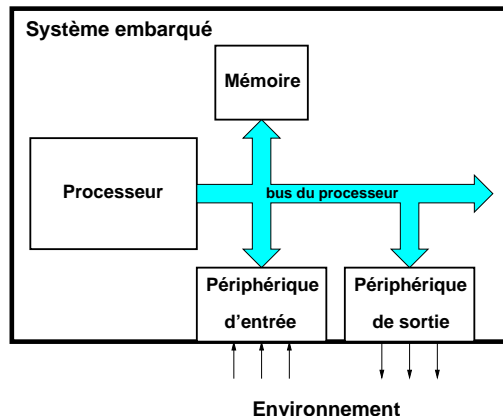 Système embarqué
Mémoire
Processeur
bus du processeur
Périphérique
d'entrée
Périphérique
de sortie
Environnement